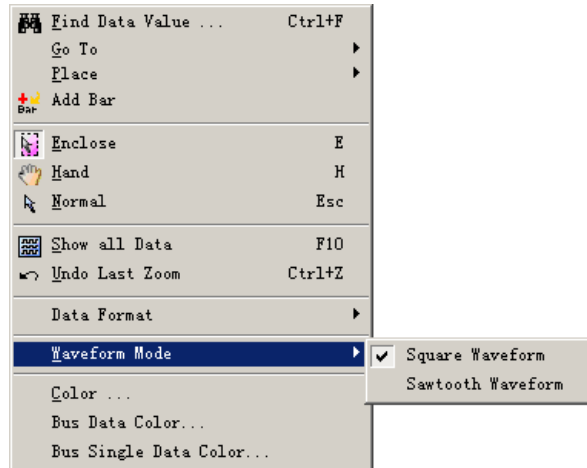 Find Data Value ... Ctrl+F
Go To
Place
Bar Add Bar
Enclose E
Hand H
Normal Esc
Show all Data F10
Undo Last Zoom Ctrl+Z
Data Format
Waveform Mode
Square Waveform
Sawtooth Waveform
Color ...
Bus Data Color...
Bus Single Data Color...